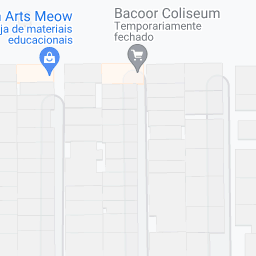 Arts Meow
ja de materiais
educacionais
Bacoor Coliseum
Temporariamente
fechado